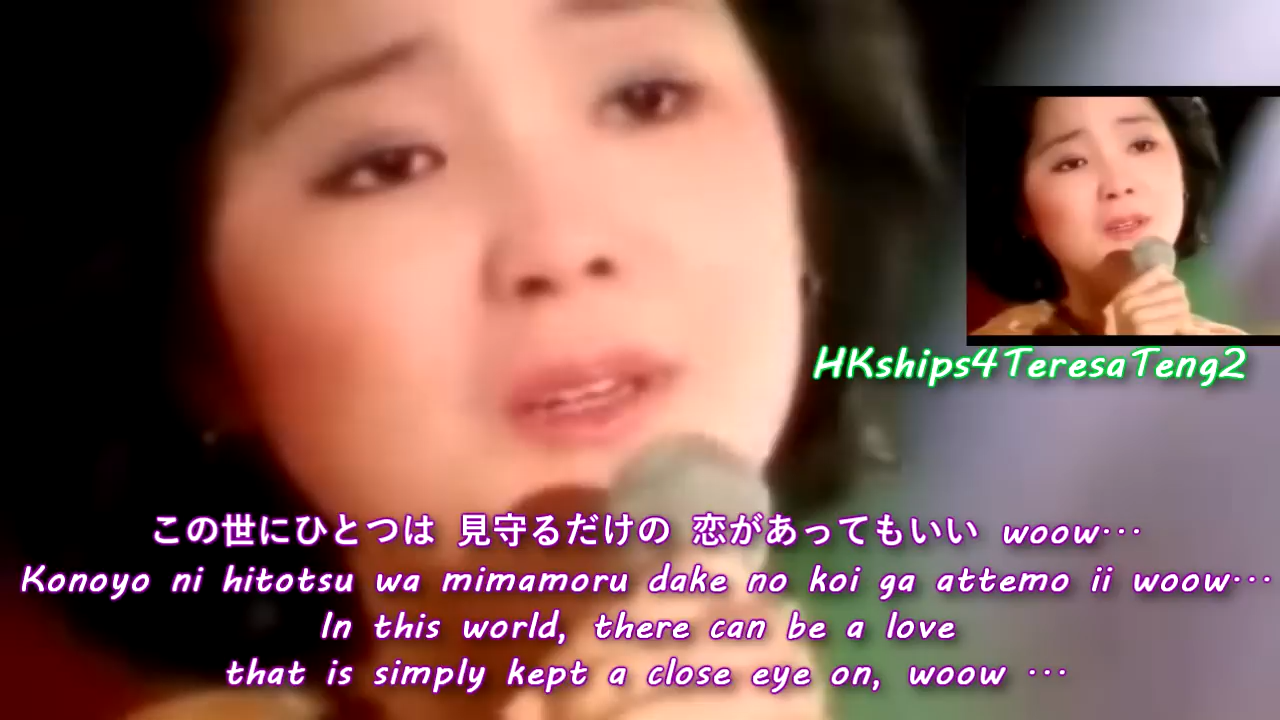 HKships4TeresaTeng2
この世にひとつは 見守るだけの 恋があってもいい woow…
Konoyo ni hitotsu wa mimamoru dake no koi ga attemo ii woow…
In this world, there can be a love
that is simply kept a close eye on, woow …